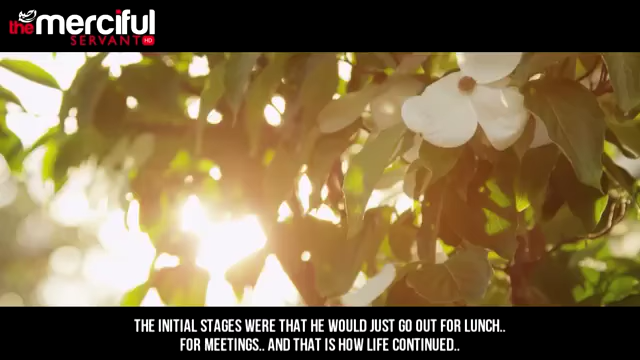 the merciful
SERVANT HD
THE INITIAL STAGES WERE THAT HE WOULD JUST GO OUT FOR LUNCH..
FOR MEETINGS.. AND THAT IS HOW LIFE CONTINUED..